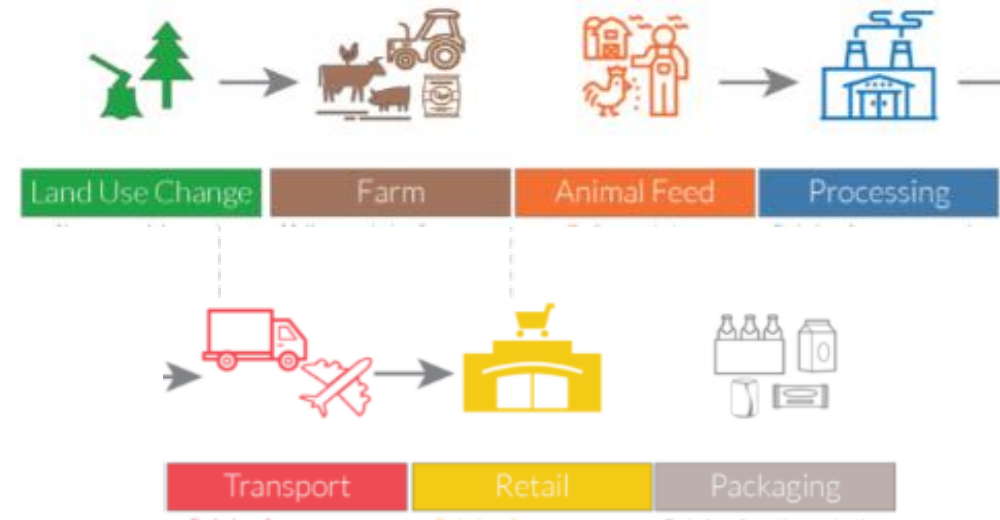 Land Use Change
Farm
Animal Feed
Processing
Transport
Retail
Packaging